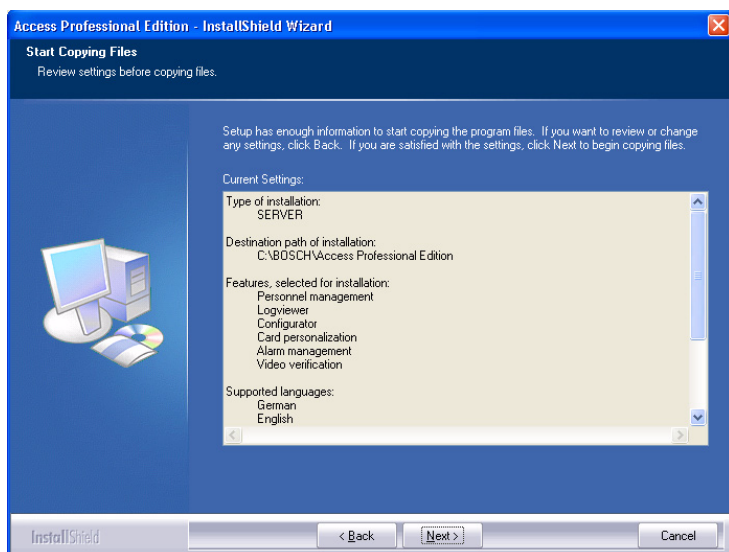 Access Professional Edition - InstallShield Wizard
Start Copying Files
Review settings before copying files.
Setup has enough information to start copying the program files. If you want to review or change
any settings, click Back. If you are satisfied with the settings, click Next to begin copying files.
Current Settings:
Type of installation:
SERVER
Destination path of installation:
C:\BOSCH\Access Professional Edition
Features, selected for installation:
Personnel management
Logviewer
Configurator
Card personalization
Alarm management
Video verification
Supported languages:
German
English
InstallShield
< Back
Next >
Cancel